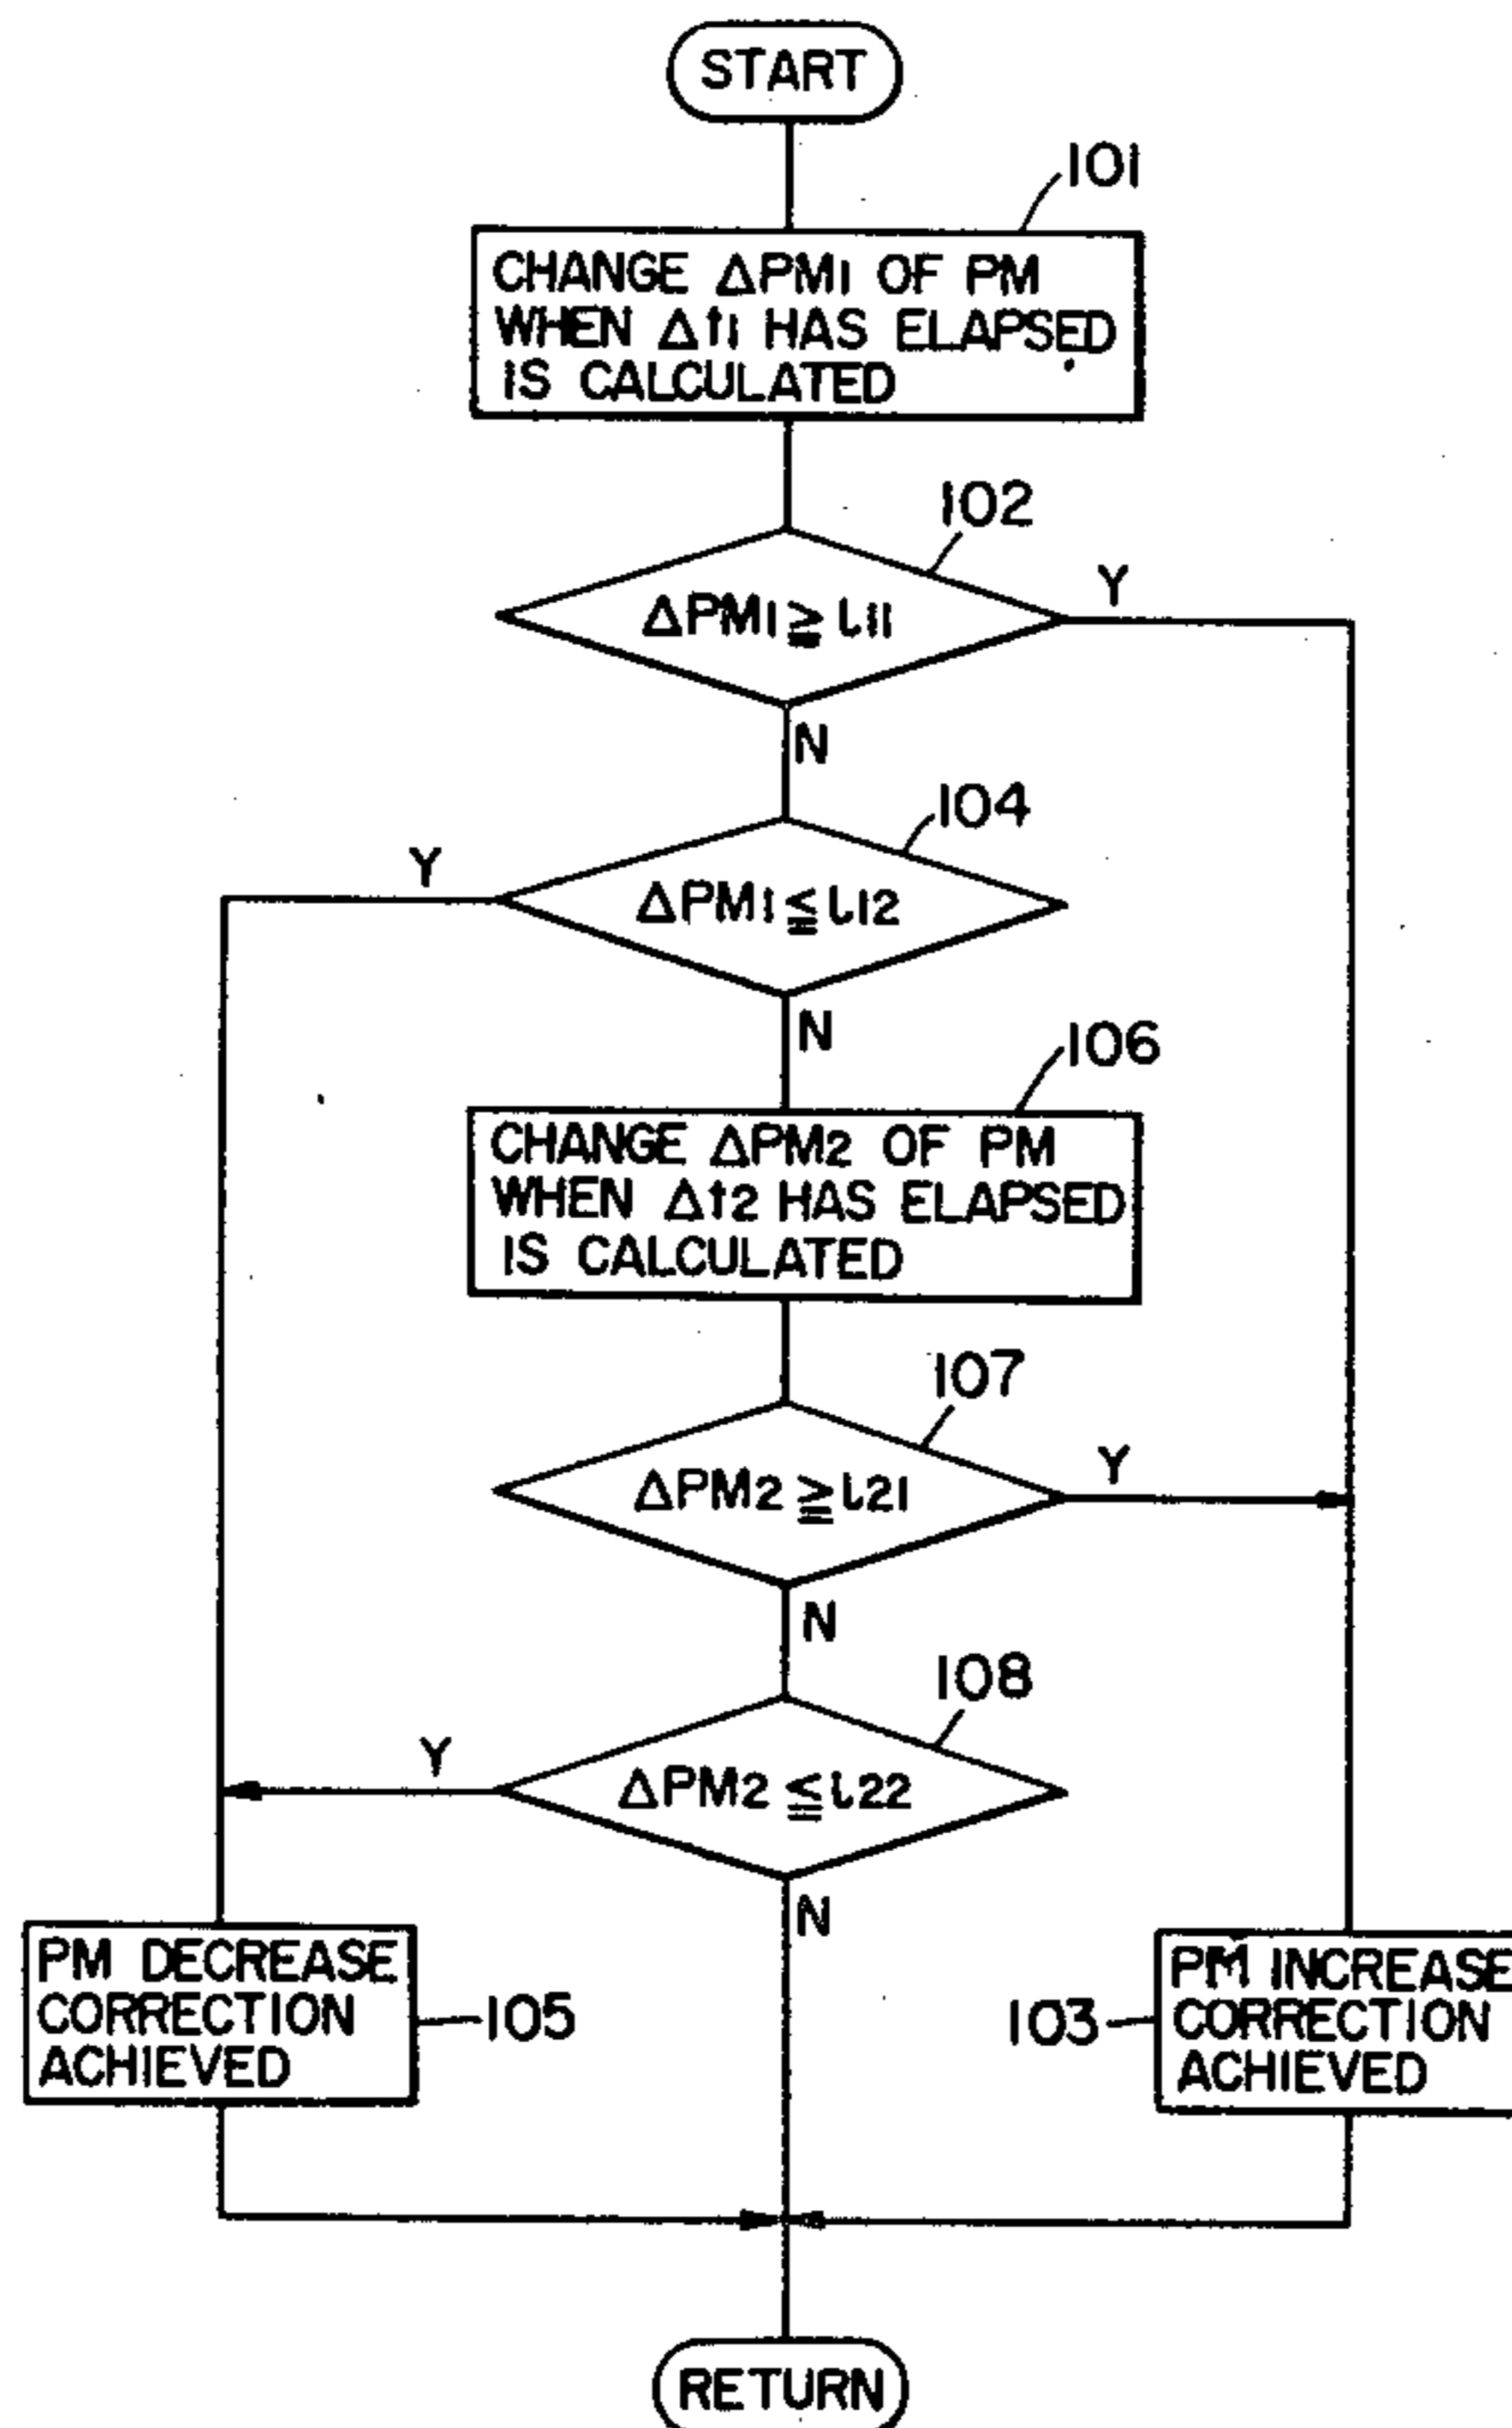 START
101
CHANGE ΔPM1 OF PM
WHEN Δt1 HAS ELAPSED
IS CALCULATED
102
ΔPM1 ≧ l11
Y
N
104
ΔPM1 ≦ l12
Y
N
106
CHANGE ΔPM2 OF PM
WHEN Δt2 HAS ELAPSED
IS CALCULATED
107
ΔPM2 ≧ l21
Y
N
108
ΔPM2 ≦ l22
Y
N
PM DECREASE
CORRECTION
ACHIEVED
105
103
PM INCREASE
CORRECTION
ACHIEVED
RETURN